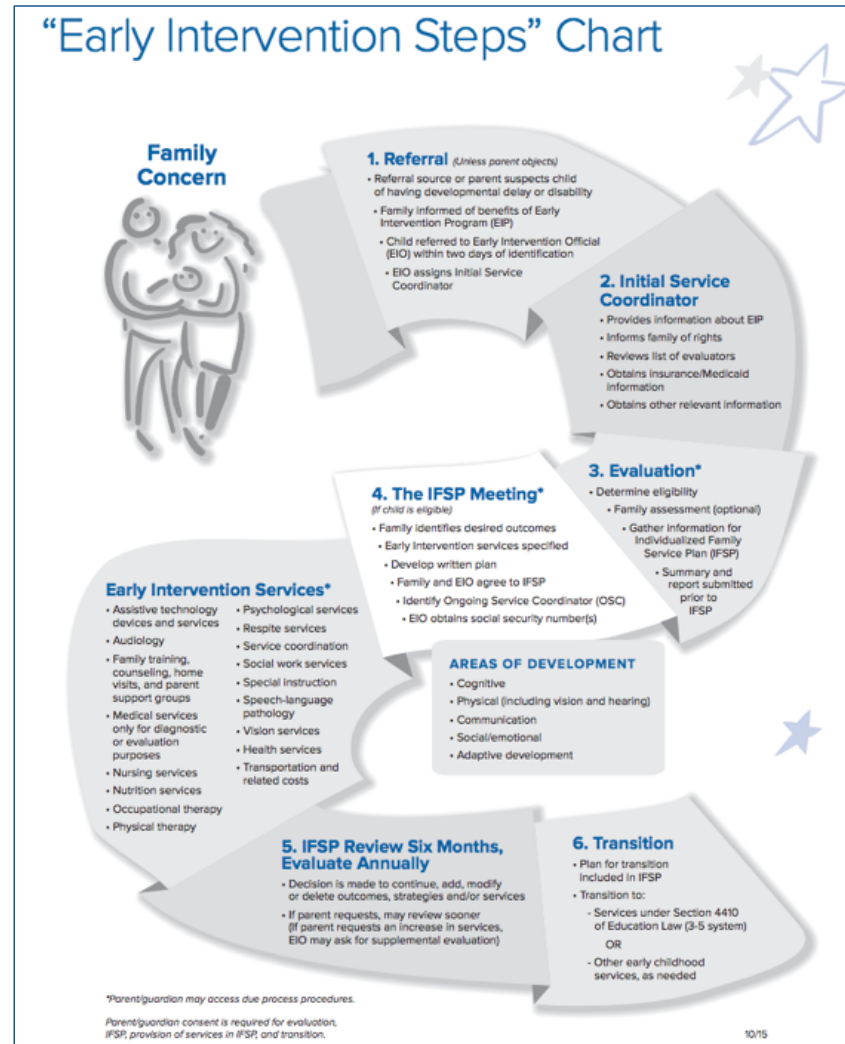 "Early Intervention Steps" Chart
Family
Concern
1. Referral (Unless parent objects)
• Referral source or parent suspects child
of having developmental delay or disability
• Family informed of benefits of Early
Intervention Program (EIP)
• Child referred to Early Intervention Official
(EIO) within two days of identification
• EIO assigns Initial Service
Coordinator
2. Initial Service
Coordinator
• Provides information about EIP
• Informs family of rights
• Reviews list of evaluators
• Obtains insurance/Medicaid
information
• Obtains other relevant information
3. Evaluation*
• Determine eligibility
• Family assessment (optional)
• Gather information for
Individualized Family
Service Plan (IFSP)
• Summary and
report submitted
prior to
IFSP
4. The IFSP Meeting*
(If child is eligible)
• Family identifies desired outcomes
• Early Intervention services specified
• Develop written plan
• Family and EIO agree to IFSP
• Identify Ongoing Service Coordinator (OSC)
• EIO obtains social security number(s)
AREAS OF DEVELOPMENT
• Cognitive
• Physical (including vision and hearing)
• Communication
• Social/emotional
• Adaptive development
Early Intervention Services*
• Assistive technology
devices and services
• Audiology
• Family training,
counseling, home
visits, and parent
support groups
• Medical services
only for diagnostic
or evaluation
purposes
• Nursing services
• Nutrition services
• Occupational therapy
• Physical therapy
• Psychological services
• Respite services
• Service coordination
• Social work services
• Special instruction
• Speech-language
pathology
• Vision services
• Health services
• Transportation and
related costs
5. IFSP Review Six Months,
Evaluate Annually
• Decision is made to continue, add, modify
or delete outcomes, strategies and/or services
• If parent requests, may review sooner
(If parent requests an increase in services,
EIO may ask for supplemental evaluation)
6. Transition
• Plan for transition
included in IFSP
• Transition to:
- Services under Section 4410
of Education Law (3-5 system)
OR
- Other early childhood
services, as needed
*Parent/guardian may access due process procedures.
Parent/guardian consent is required for evaluation,
IFSP, provision of services in IFSP, and transition.
10/15